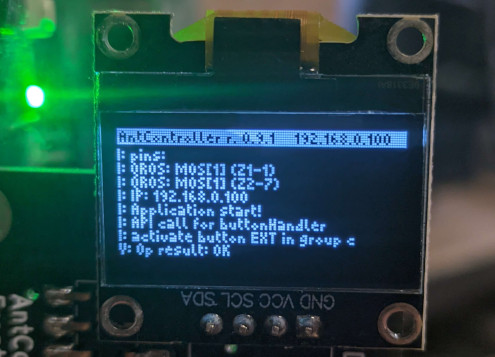 AntController r. 0.9.1 192.168.0.100
I: pins:
I: QROS: MOS[1] (21-1)
I: QROS: MOS[1] (22-7)
I: IP: 192.168.0.100
I: Application start!
I: API call for buttonHandler
I: activate button EXT in group c
V: Op result: OK
GND VCC SCL SDA
AntCo